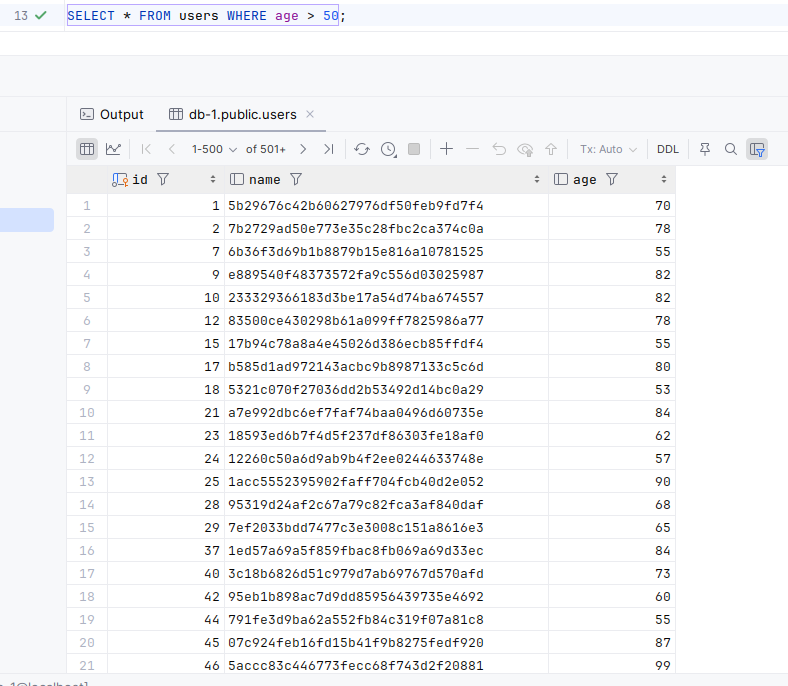 13 SELECT * FROM users WHERE age > 50;
Output db-1.public.users
1-500 of 501+ Tx: Auto DDL
id name age
1 1 5b29676c42b60627976df50feb9fd7f4 70
2 2 7b2729ad50e773e35c28fbc2ca374c0a 78
3 7 6b36f3d69b1b8879b15e816a10781525 55
4 9 e889540f48373572fa9c556d03025987 82
5 10 233329366183d3be17a54d74ba674557 82
6 12 83500ce430298b61a099ff7825986a77 78
7 15 17b94c78a8a4e45026d386ecb85ffdf4 55
8 17 b585d1ad972143acbc9b8987133c5c6d 80
9 18 5321c070f27036dd2b53492d14bc0a29 53
10 21 a7e992dbc6ef7faf74baa0496d60735e 84
11 23 18593ed6b7f4d5f237df86303fe18af0 62
12 24 12260c50a6d9ab9b4f2ee0244633748e 57
13 25 1acc5552395902faff704fcb40d2e052 90
14 28 95319d24af2c67a79c82fca3af840daf 68
15 29 7ef2033bdd7477c3e3008c151a8616e3 65
16 37 1ed57a69a5f859fbac8fb069a69d33ec 84
17 40 3c18b6826d51c979d7ab69767d570afd 73
18 42 95eb1b898ac7d9dd85956439735e4692 60
19 44 791fe3d9ba62a552fb84c319f07a81c8 55
20 45 07c924feb16fd15b41f9b8275fedf920 87
21 46 5accc83c446773fecc68f743d2f20881 99